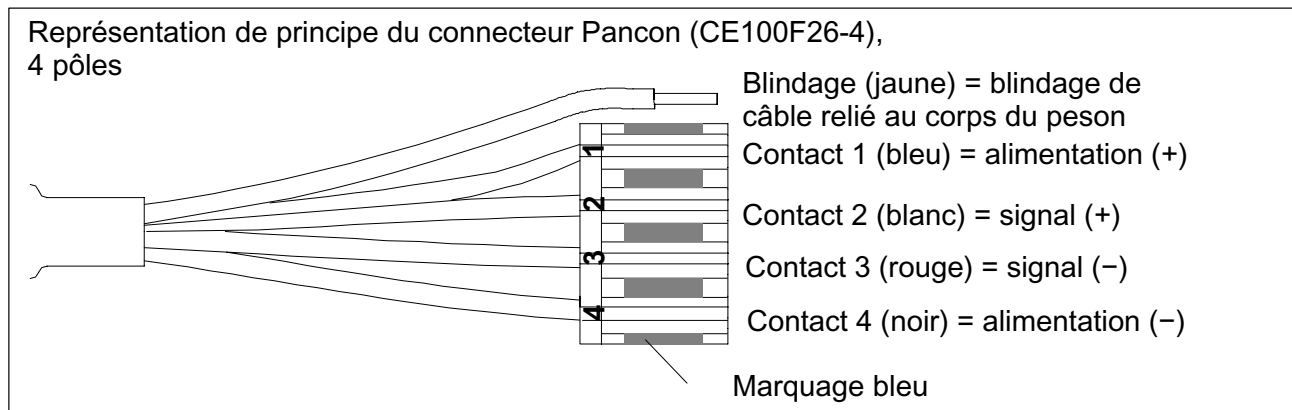 Représentation de principe du connecteur Pancon (CE100F26-4),
4 pôles
Blindage (jaune) = blindage de
câble relié au corps du peson
1
Contact 1 (bleu) = alimentation (+)
2
Contact 2 (blanc) = signal (+)
3
Contact 3 (rouge) = signal (−)
4
Contact 4 (noir) = alimentation (−)
Marquage bleu